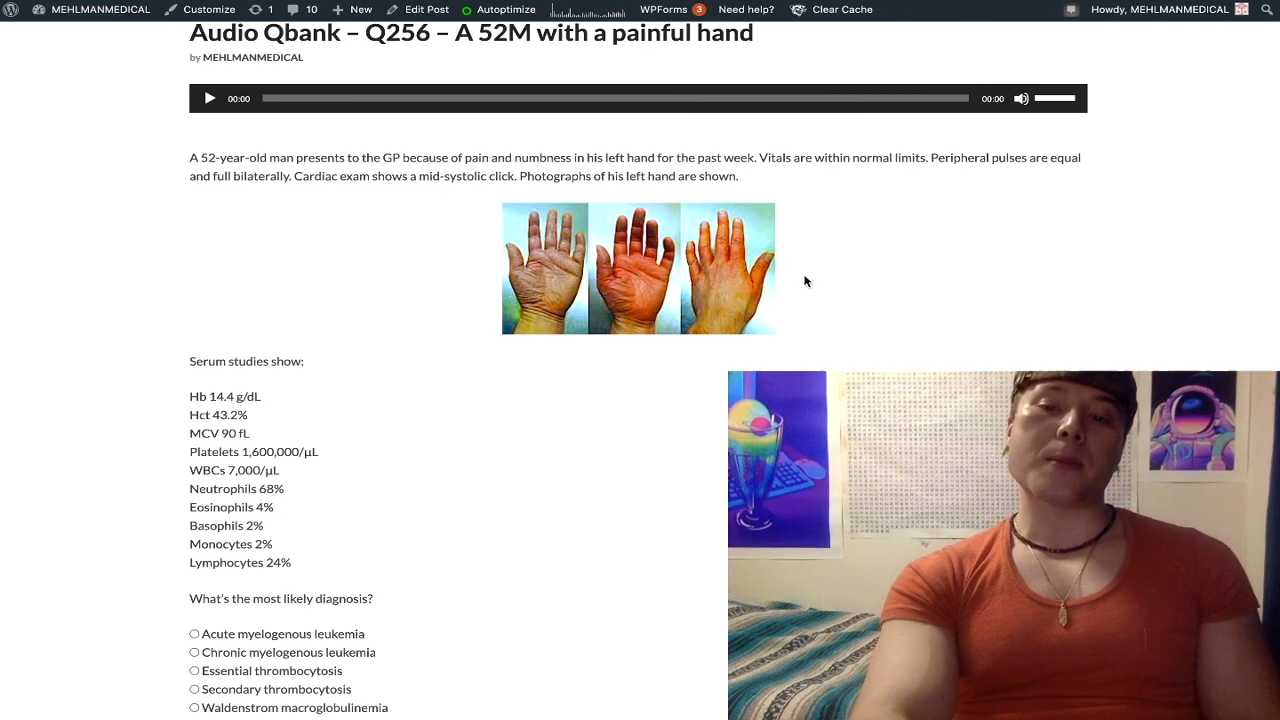 MEHLMANMEDICAL Customize 1 10 New Edit Post Autoptimize WPForms 3 Need help? Clear Cache Howdy, MEHLMANMEDICAL
Audio Qbank – Q256 – A 52M with a painful hand
by MEHLMANMEDICAL
00:00 00:00
A 52-year-old man presents to the GP because of pain and numbness in his left hand for the past week. Vitals are within normal limits. Peripheral pulses are equal
and full bilaterally. Cardiac exam shows a mid-systolic click. Photographs of his left hand are shown.
Serum studies show:
Hb 14.4 g/dL
Hct 43.2%
MCV 90 fL
Platelets 1,600,000/µL
WBCs 7,000/µL
Neutrophils 68%
Eosinophils 4%
Basophils 2%
Monocytes 2%
Lymphocytes 24%
What's the most likely diagnosis?
Acute myelogenous leukemia
Chronic myelogenous leukemia
Essential thrombocytosis
Secondary thrombocytosis
Waldenstrom macroglobulinemia